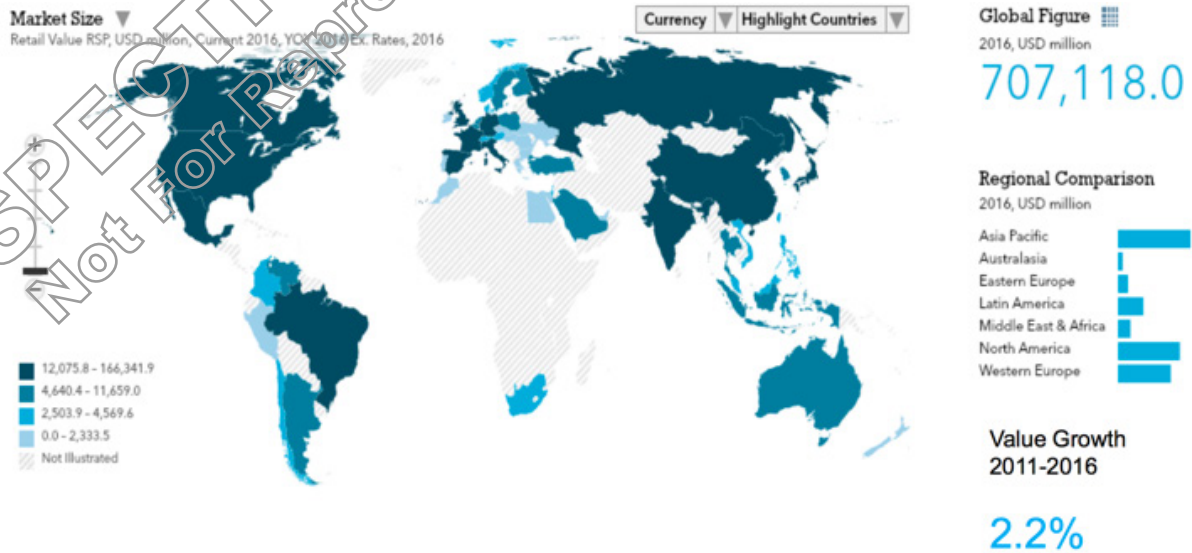 Market Size
Retail Value RSP, USD million, Current 2016, YOY 2016 Ex. Rates, 2016
Currency
Highlight Countries
12,075.8 - 166,341.9
4,640.4 - 11,659.0
2,503.9 - 4,569.6
0.0 - 2,333.5
Not Illustrated
Global Figure
2016, USD million
707,118.0
Regional Comparison
2016, USD million
Asia Pacific
Australasia
Eastern Europe
Latin America
Middle East & Africa
North America
Western Europe
Value Growth
2011-2016
2.2%
Not For